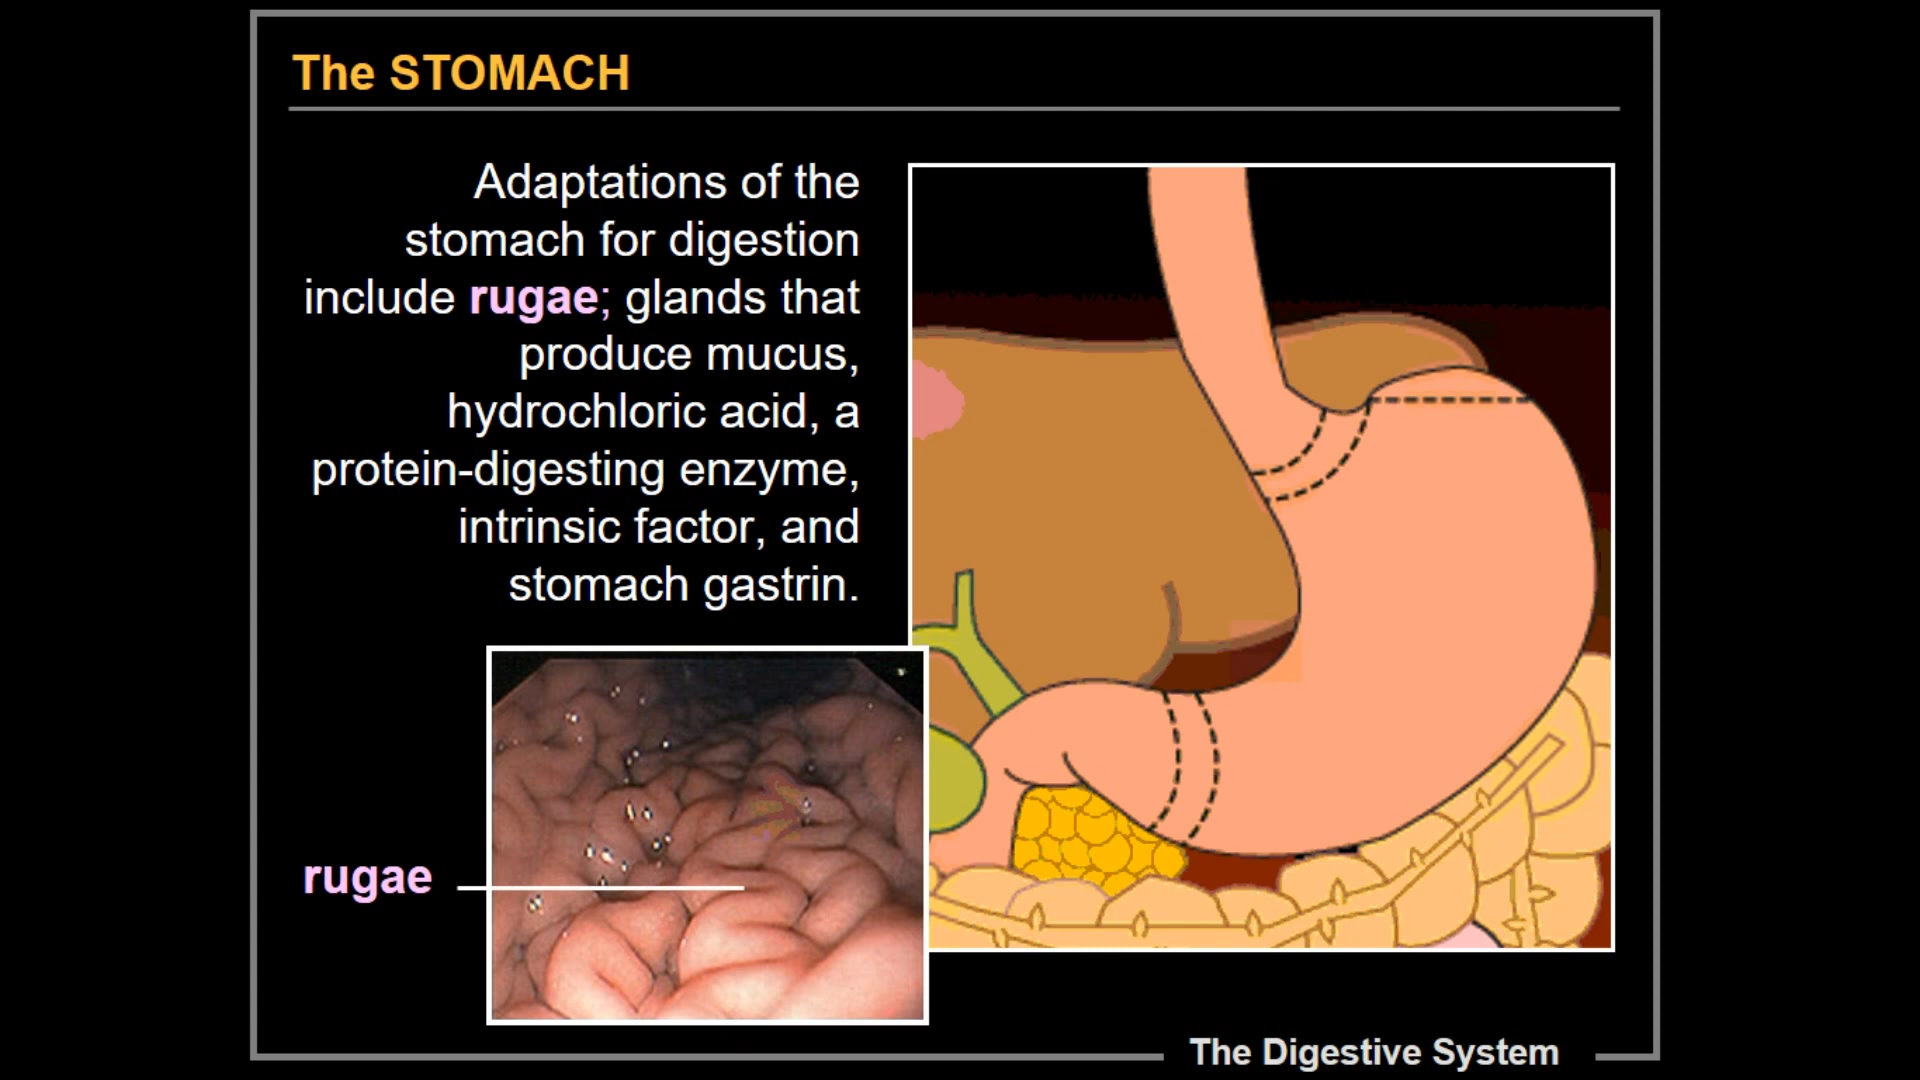 The STOMACH
Adaptations of the
stomach for digestion
include rugae; glands that
produce mucus,
hydrochloric acid, a
protein-digesting enzyme,
intrinsic factor, and
stomach gastrin.
rugae
The Digestive System